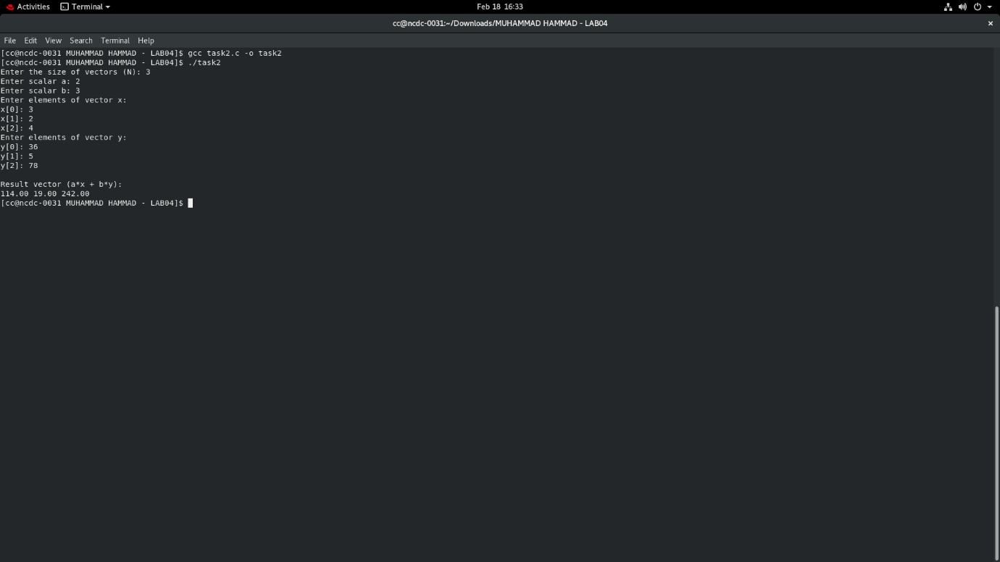 Activities Terminal Feb 18 16:33
cc@ncdc-0031:~/Downloads/MUHAMMAD HAMMAD - LAB04
File Edit View Search Terminal Help
[cc@ncdc-0031 MUHAMMAD HAMMAD - LAB04]$ gcc task2.c -o task2
[cc@ncdc-0031 MUHAMMAD HAMMAD - LAB04]$ ./task2
Enter the size of vectors (N): 3
Enter scalar a: 2
Enter scalar b: 3
Enter elements of vector x:
x[0]: 3
x[1]: 2
x[2]: 4
Enter elements of vector y:
y[0]: 36
y[1]: 5
y[2]: 78
Result vector (a*x + b*y):
114.00 19.00 242.00
[cc@ncdc-0031 MUHAMMAD HAMMAD - LAB04]$